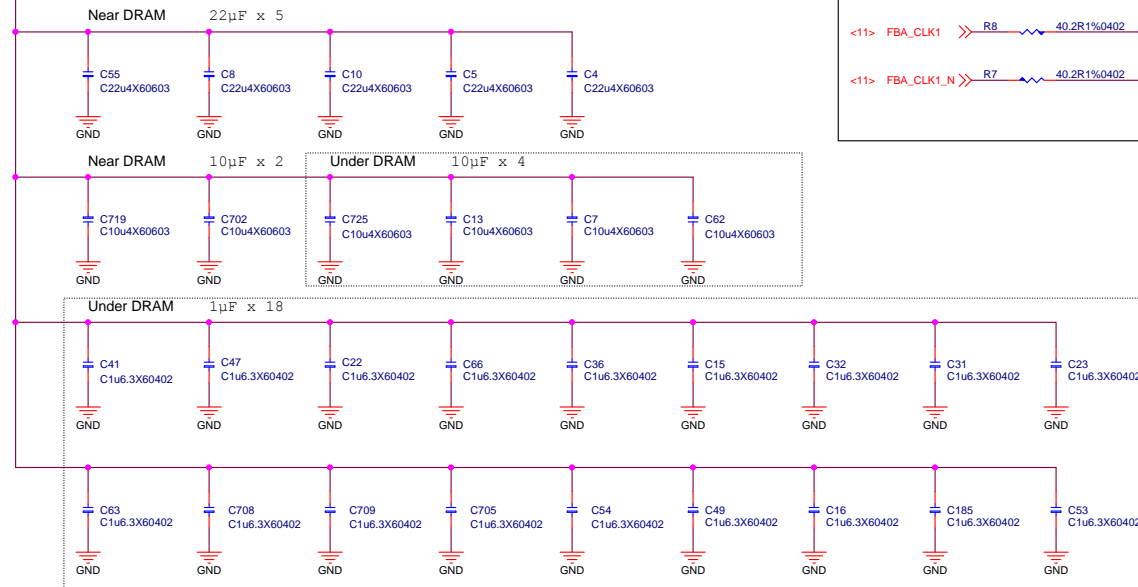 Near DRAM 22µF x 5
<11> FBA_CLK1 R8 40.2R1%0402
<11> FBA_CLK1_N R7 40.2R1%0402
C55 C8 C10 C5 C4
C22u4X60603 C22u4X60603 C22u4X60603 C22u4X60603 C22u4X60603
GND GND GND GND GND
Near DRAM 10µF x 2 Under DRAM 10µF x 4
C719 C702 C725 C13 C7 C62
C10u4X60603 C10u4X60603 C10u4X60603 C10u4X60603 C10u4X60603 C10u4X60603
GND GND GND GND GND GND
Under DRAM 1µF x 18
C41 C47 C22 C66 C36 C15 C32 C31 C23
C1u6.3X60402 C1u6.3X60402 C1u6.3X60402 C1u6.3X60402 C1u6.3X60402 C1u6.3X60402 C1u6.3X60402 C1u6.3X60402 C1u6.3X60402
GND GND GND GND GND GND GND GND GND
C63 C708 C709 C705 C54 C49 C16 C185 C53
C1u6.3X60402 C1u6.3X60402 C1u6.3X60402 C1u6.3X60402 C1u6.3X60402 C1u6.3X60402 C1u6.3X60402 C1u6.3X60402 C1u6.3X60402
GND GND GND GND GND GND GND GND GND